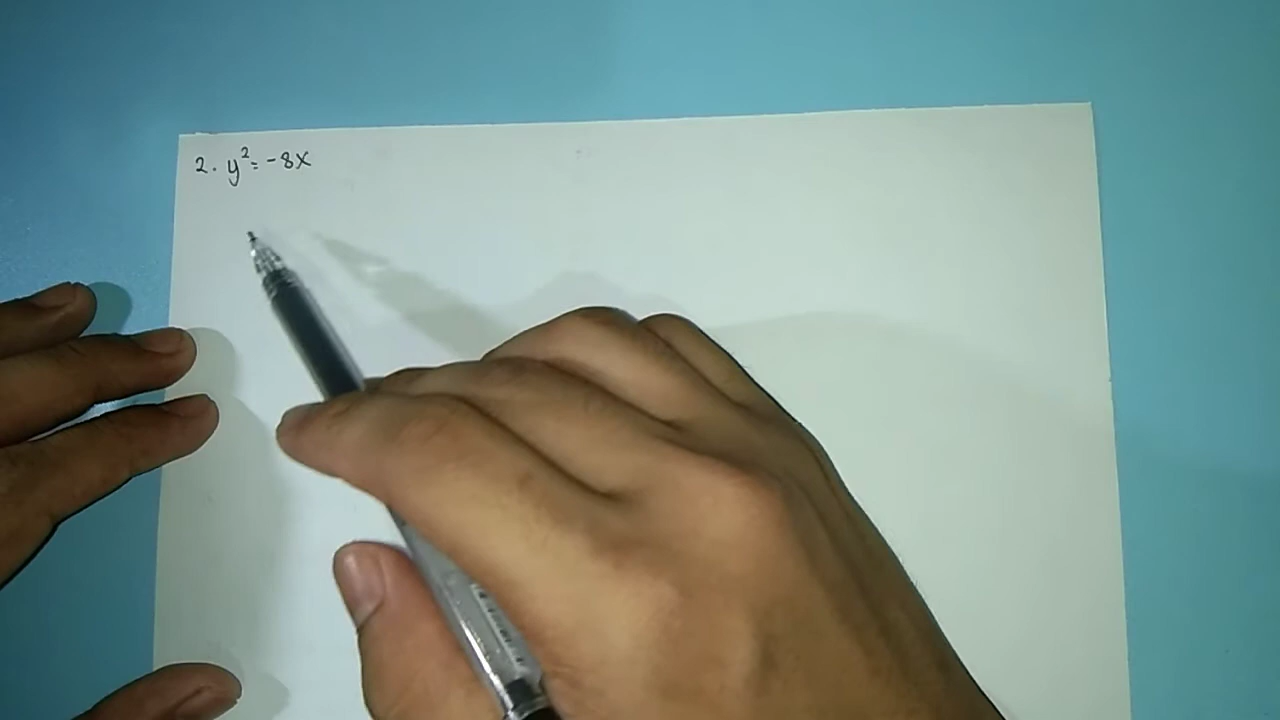 2. y² = -8x